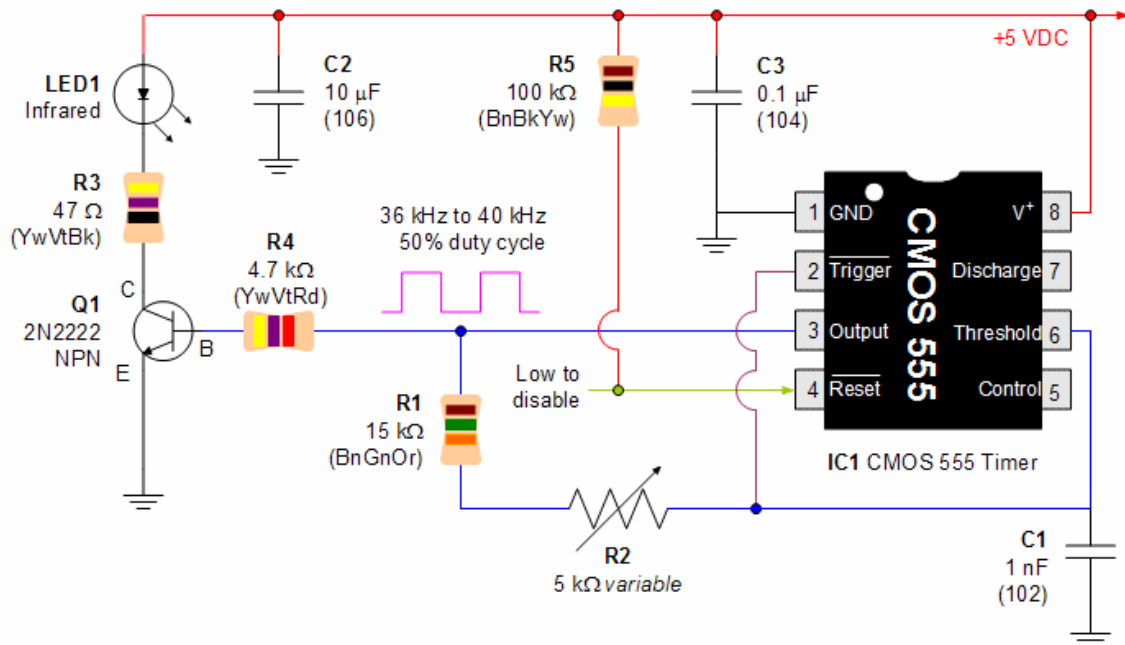 +5 VDC
LED1
Infrared
C2
10 µF
(106)
R5
100 kΩ
(BnBkYw)
C3
0.1 µF
(104)
R3
47 Ω
(YwVtBk)
36 kHz to 40 kHz
50% duty cycle
R4
4.7 kΩ
(YwVtRd)
C
Q1
2N2222
NPN
B
E
Low to
disable
R1
15 kΩ
(BnGnOr)
R2
5 kΩ variable
1 GND
2 Trigger
3 Output
4 Reset
CMOS 555
V+ 8
Discharge 7
Threshold 6
Control 5
IC1 CMOS 555 Timer
C1
1 nF
(102)